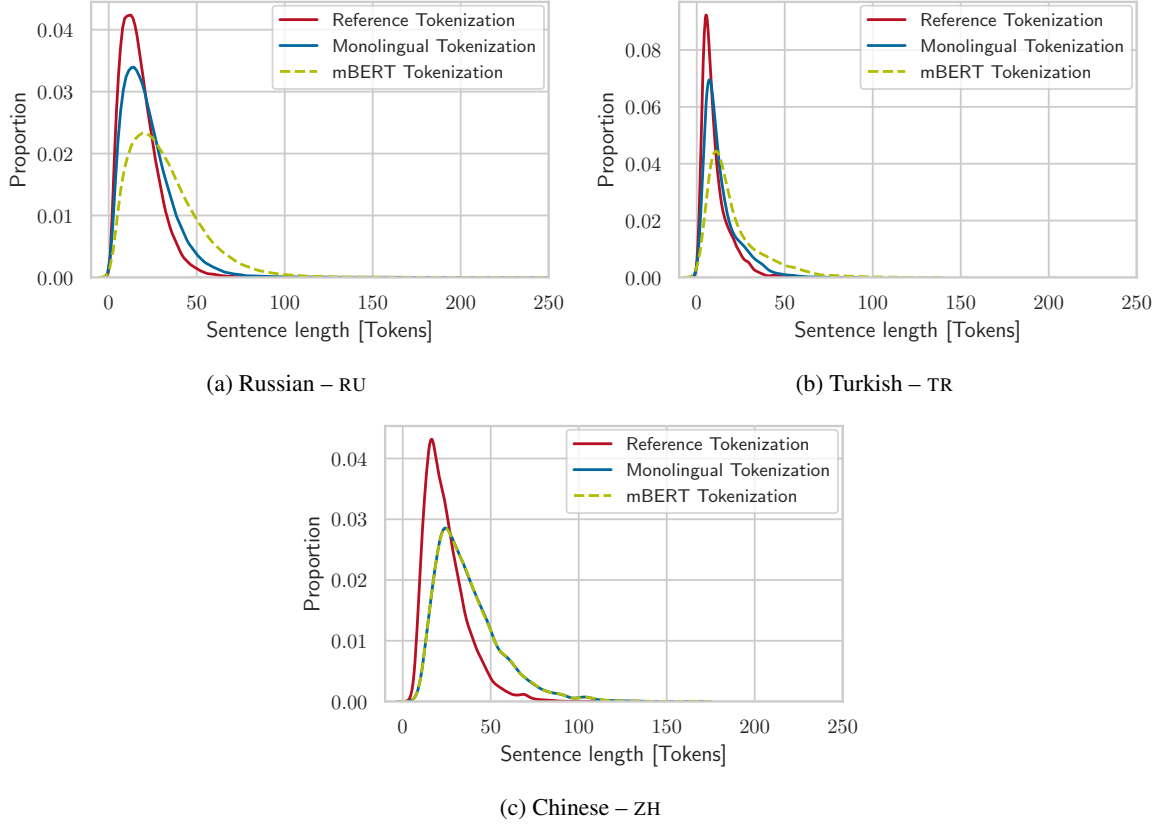 Reference Tokenization
Monolingual Tokenization
mBERT Tokenization
Proportion
0.04
0.03
0.02
0.01
0.00
0 50 100 150 200 250
Sentence length [Tokens]
(a) Russian – RU
Reference Tokenization
Monolingual Tokenization
mBERT Tokenization
Proportion
0.08
0.06
0.04
0.02
0.00
0 50 100 150 200 250
Sentence length [Tokens]
(b) Turkish – TR
Reference Tokenization
Monolingual Tokenization
mBERT Tokenization
Proportion
0.04
0.03
0.02
0.01
0.00
0 50 100 150 200 250
Sentence length [Tokens]
(c) Chinese – ZH